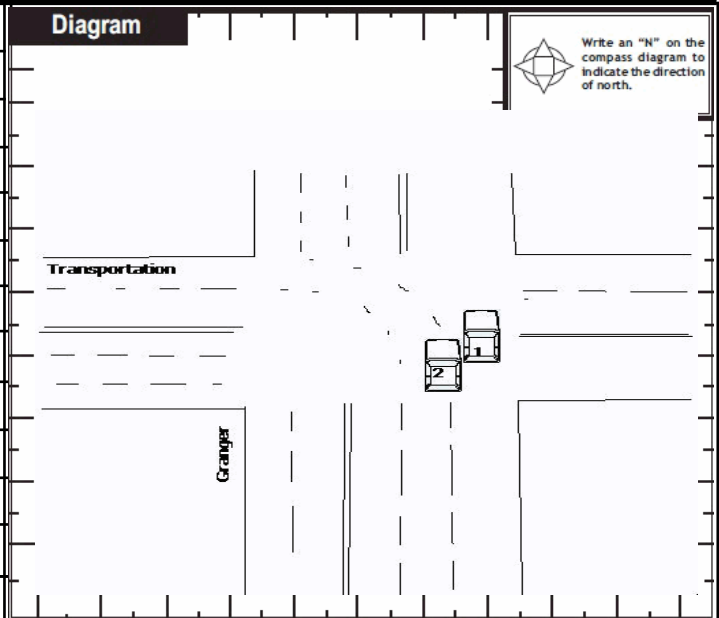 Diagram
Write an “N” on the
compass diagram to
indicate the direction
of north.
Transportation
1
2
Granger